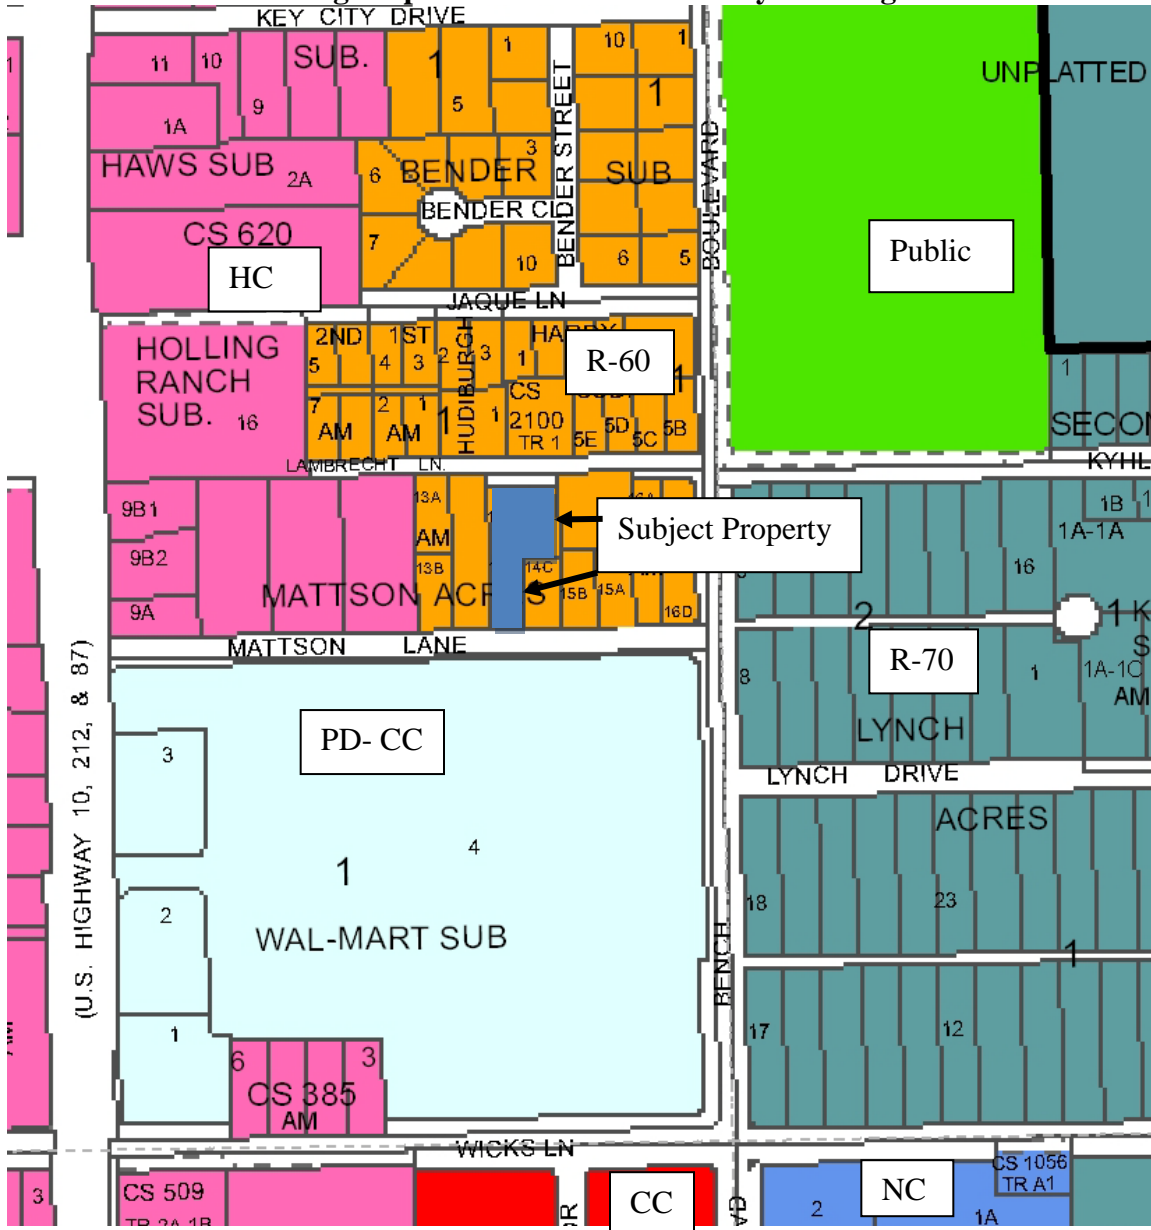 KEY CITY DRIVE
11
10
SUB.
9
1A
1
5
1
10
1
1
HAWS SUB
2A
6
BENDER
3
SUB
BENDER STREET
BOULEVARD
UNPLATTED
CS 620
7
10
6
5
HC
Public
JAQUE LN
HOLLING
RANCH
SUB.
16
2ND
1ST
5
4
3
2
3
1
HUDIBURGH
R-60
1
7
2
1
AM
AM
1
1
CS
2100
TR 1
5E
5D
5C
5B
1
LAMBRECHT LN.
9B1
9B2
9A
13A
AM
13B
MATTSON
14C
15B
15A
16D
Subject Property
16
1B
1A-1A
2
1
MATTSON LANE
(U.S. HIGHWAY 10, 212, & 87)
PD- CC
3
4
1
2
WAL-MART SUB
1
6
3
CS 385
AM
8
R-70
1
1A-1C
AM
LYNCH
LYNCH DRIVE
ACRES
18
23
1
BENCH
17
12
WICKS LN
3
CS 509
CC
2
NC
CS 1056
TR A1
1A